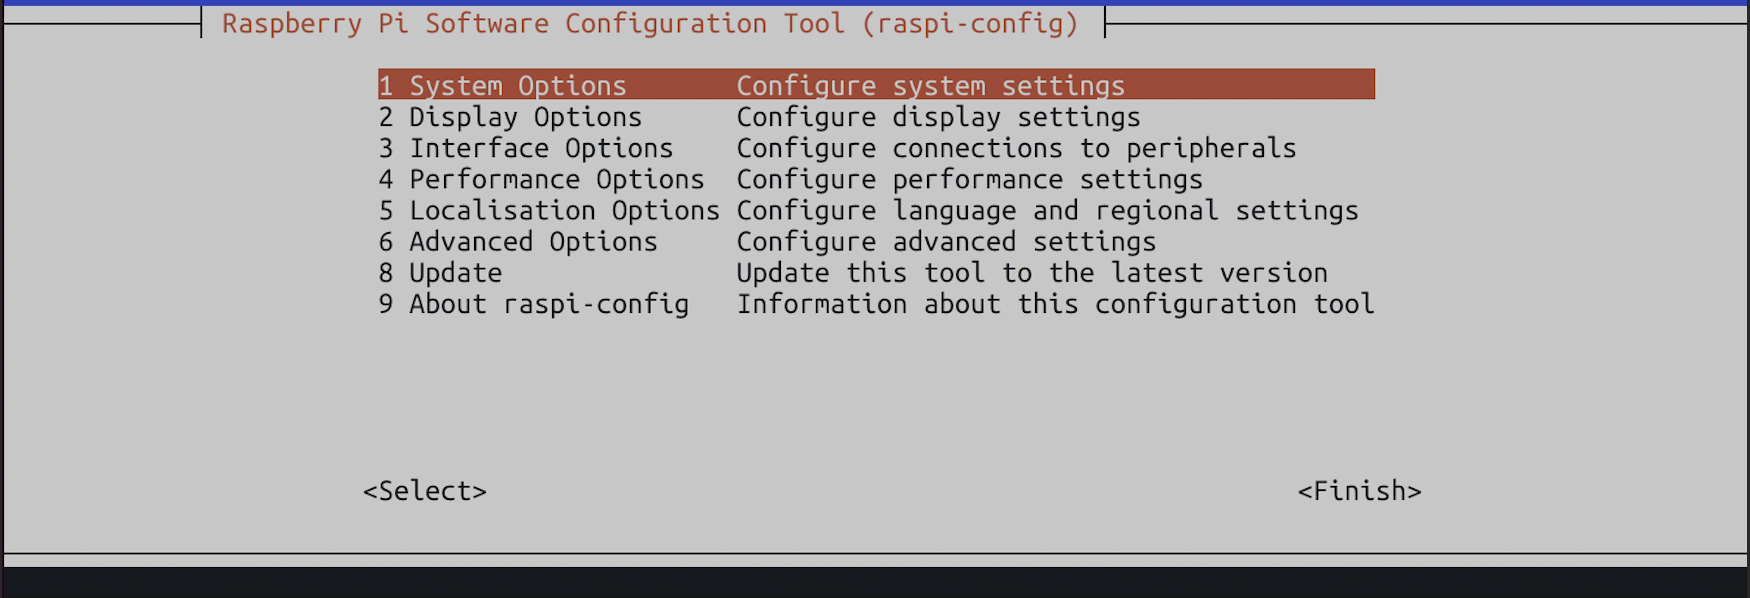 Raspberry Pi Software Configuration Tool (raspi-config)
1 System Options Configure system settings
2 Display Options Configure display settings
3 Interface Options Configure connections to peripherals
4 Performance Options Configure performance settings
5 Localisation Options Configure language and regional settings
6 Advanced Options Configure advanced settings
8 Update Update this tool to the latest version
9 About raspi-config Information about this configuration tool
<Select> <Finish>